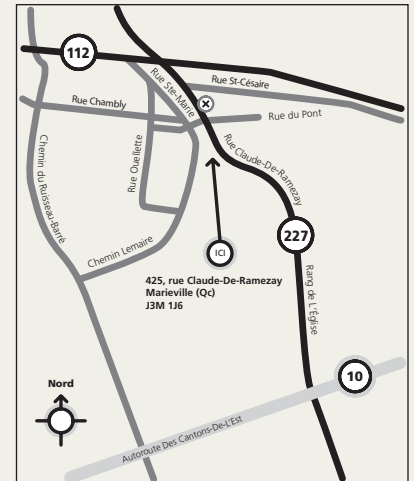 112
Rue Ste-Marie
Rue St-Césaire
Rue Chambly
Rue du Pont
Chemin du Ruisseau-Barré
Rue Ouellette
Rue Claude-De-Ramezay
227
Chemin Lemaire
ICI
425, rue Claude-De-Ramezay
Marieville (Qc)
J3M 1J6
Rang de L'Église
10
Nord
Autoroute Des Cantons-De-L'Est